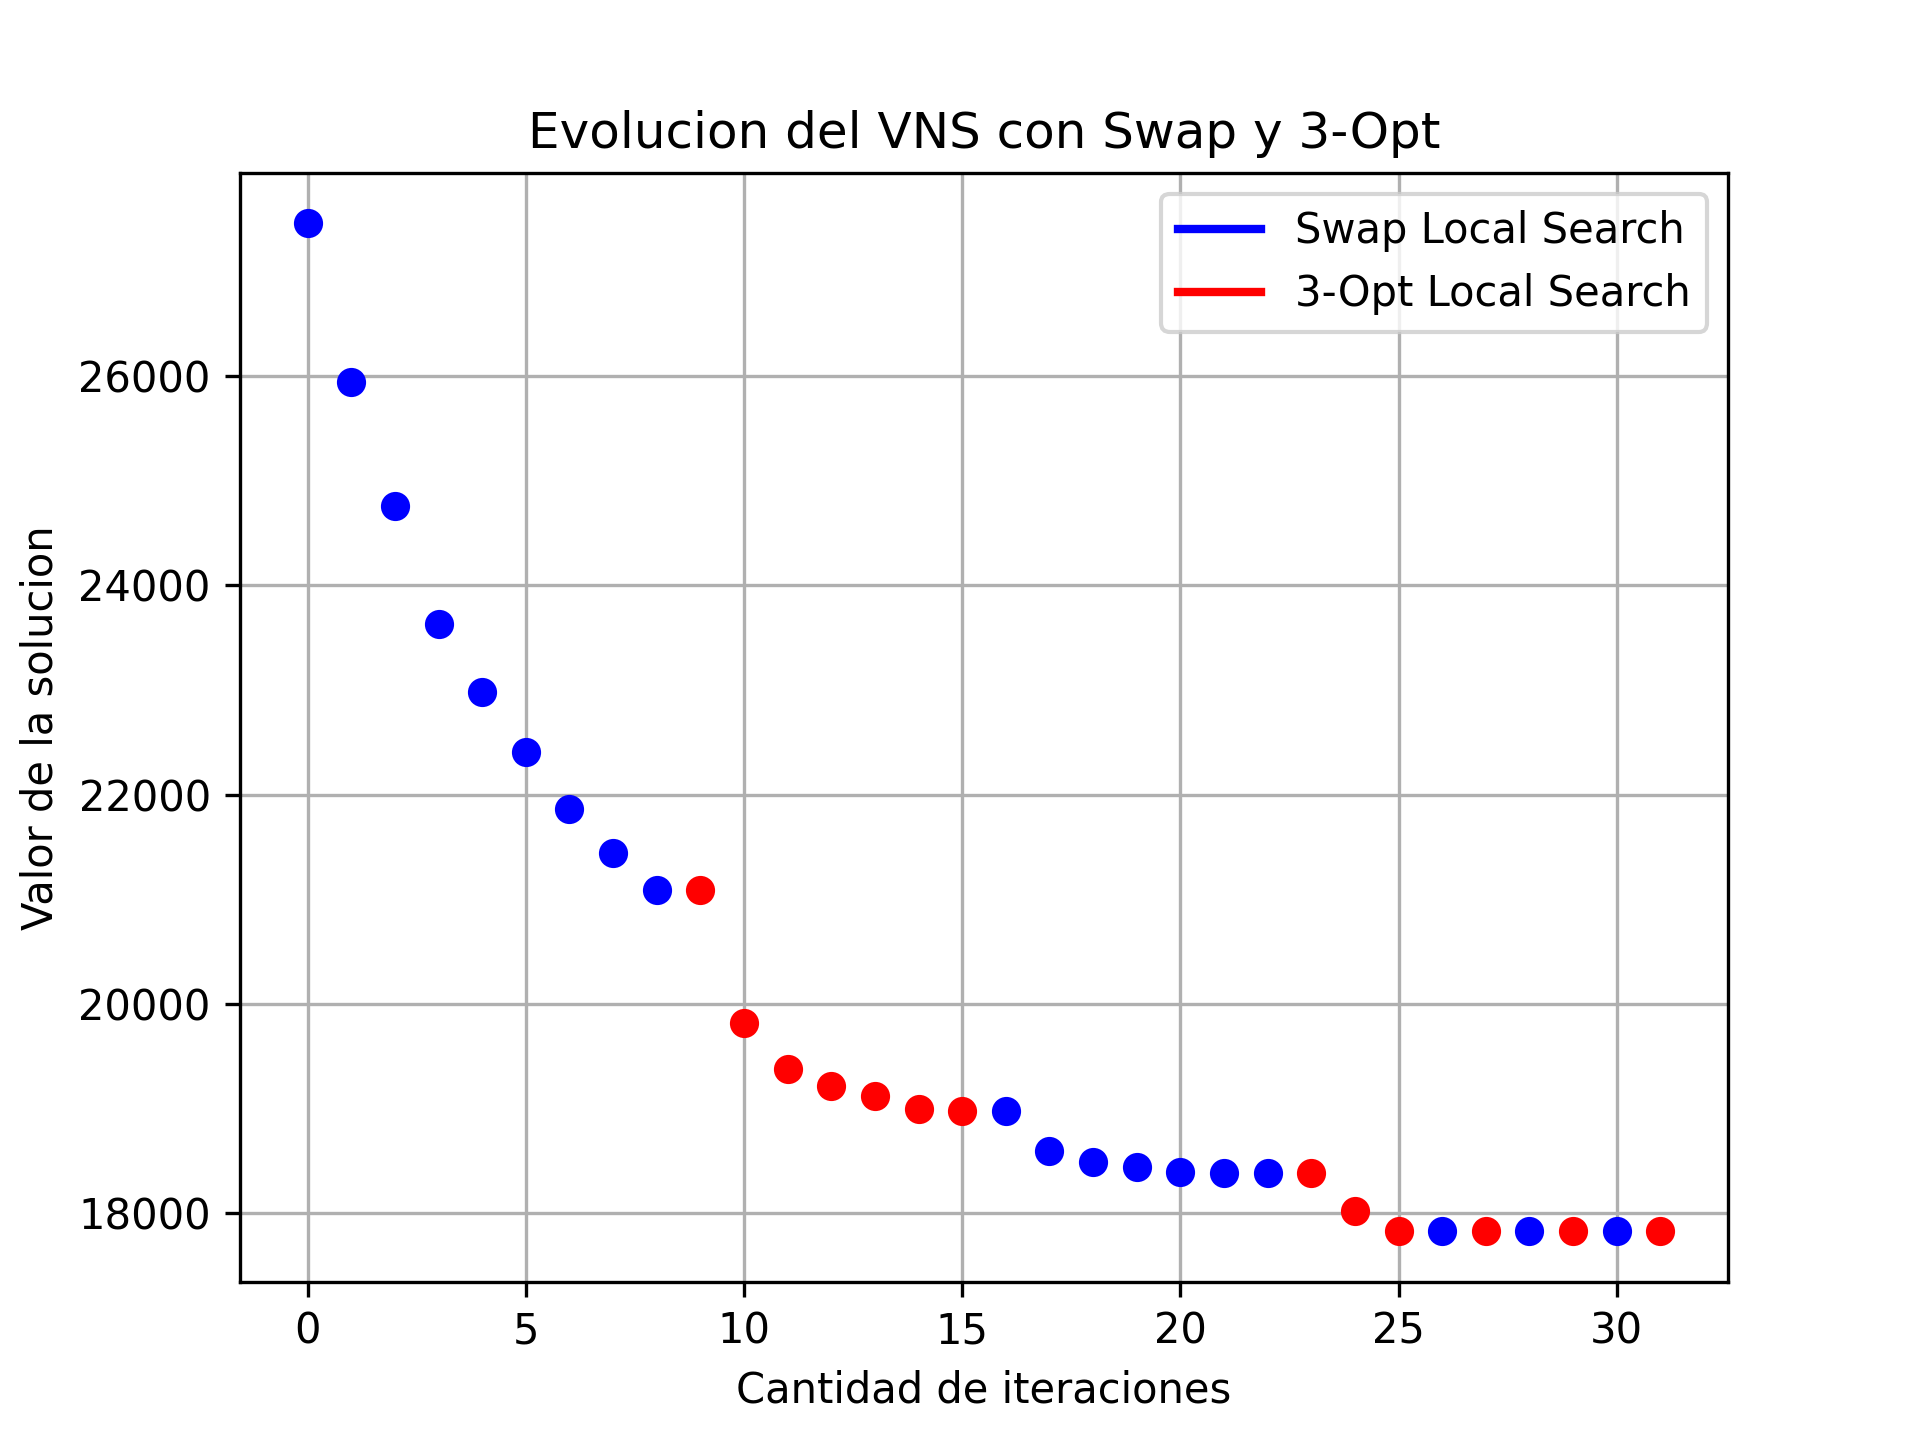 Evolucion del VNS con Swap y 3-Opt
Swap Local Search
3-Opt Local Search
Valor de la solucion
26000
24000
22000
20000
18000
0 5 10 15 20 25 30
Cantidad de iteraciones